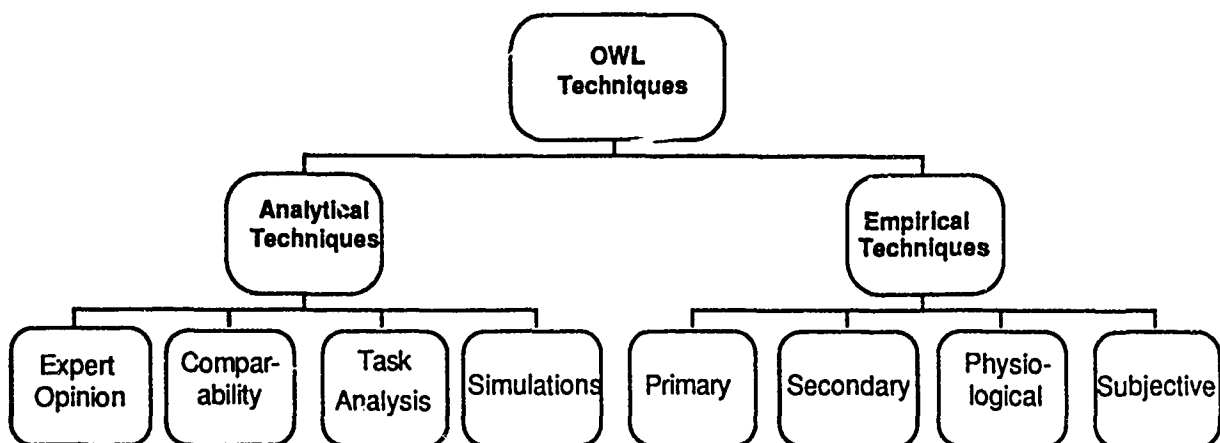 OWL
Techniques
Analytical
Techniques
Empirical
Techniques
Expert
Opinion
Compar-
ability
Task
Analysis
Simulations
Primary
Secondary
Physio-
logical
Subjective